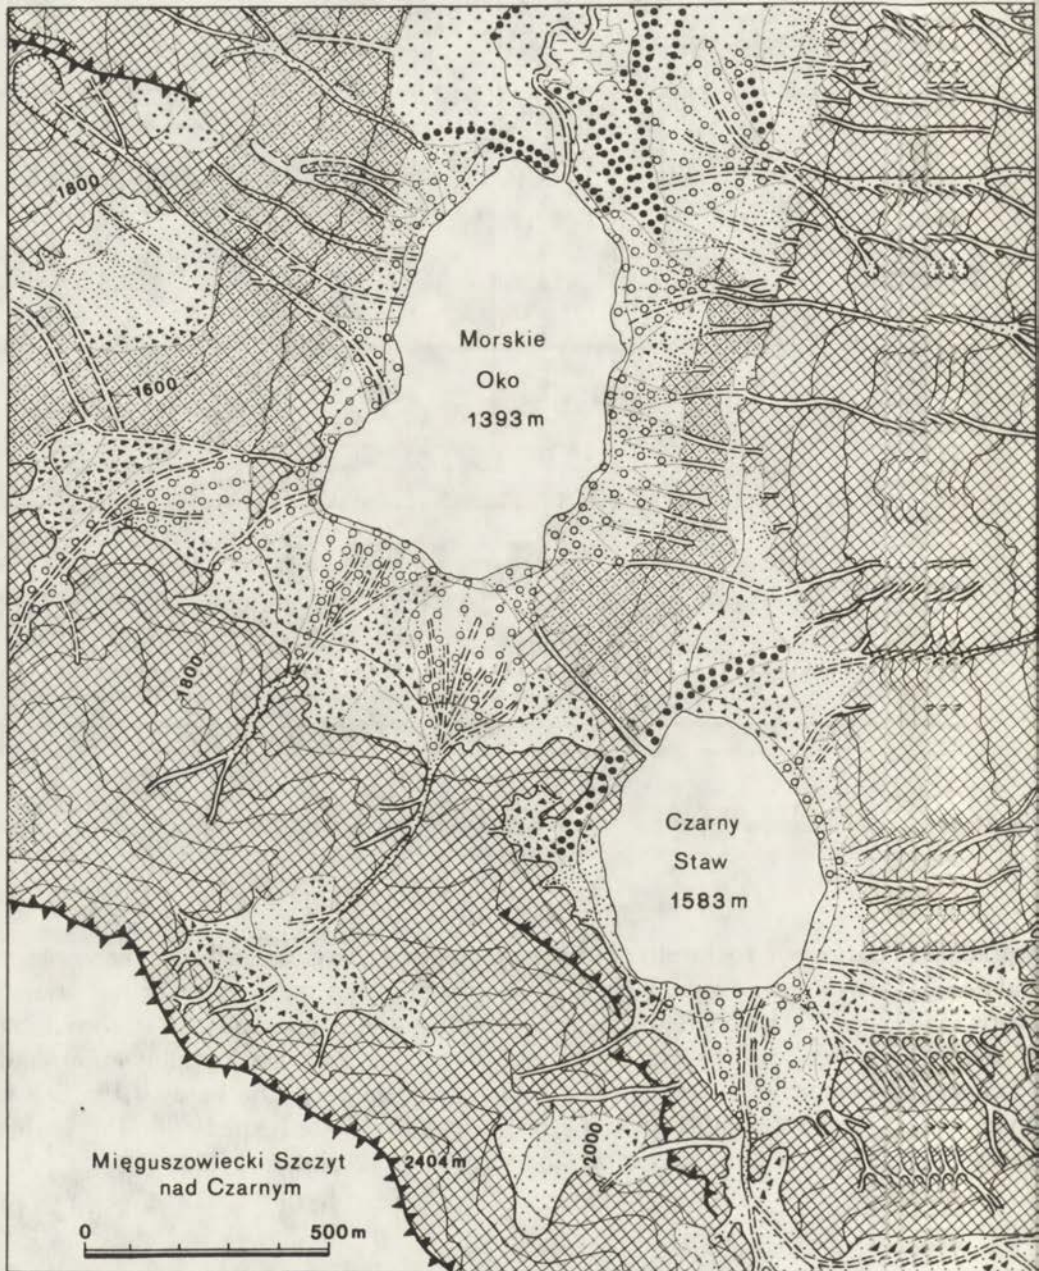 1800
Morskie
Oko
1393 m
1600
1800
Czarny
Staw
1583 m
2000
2404 m
Mięguszowiecki Szczyt
nad Czarnym
0 500 m